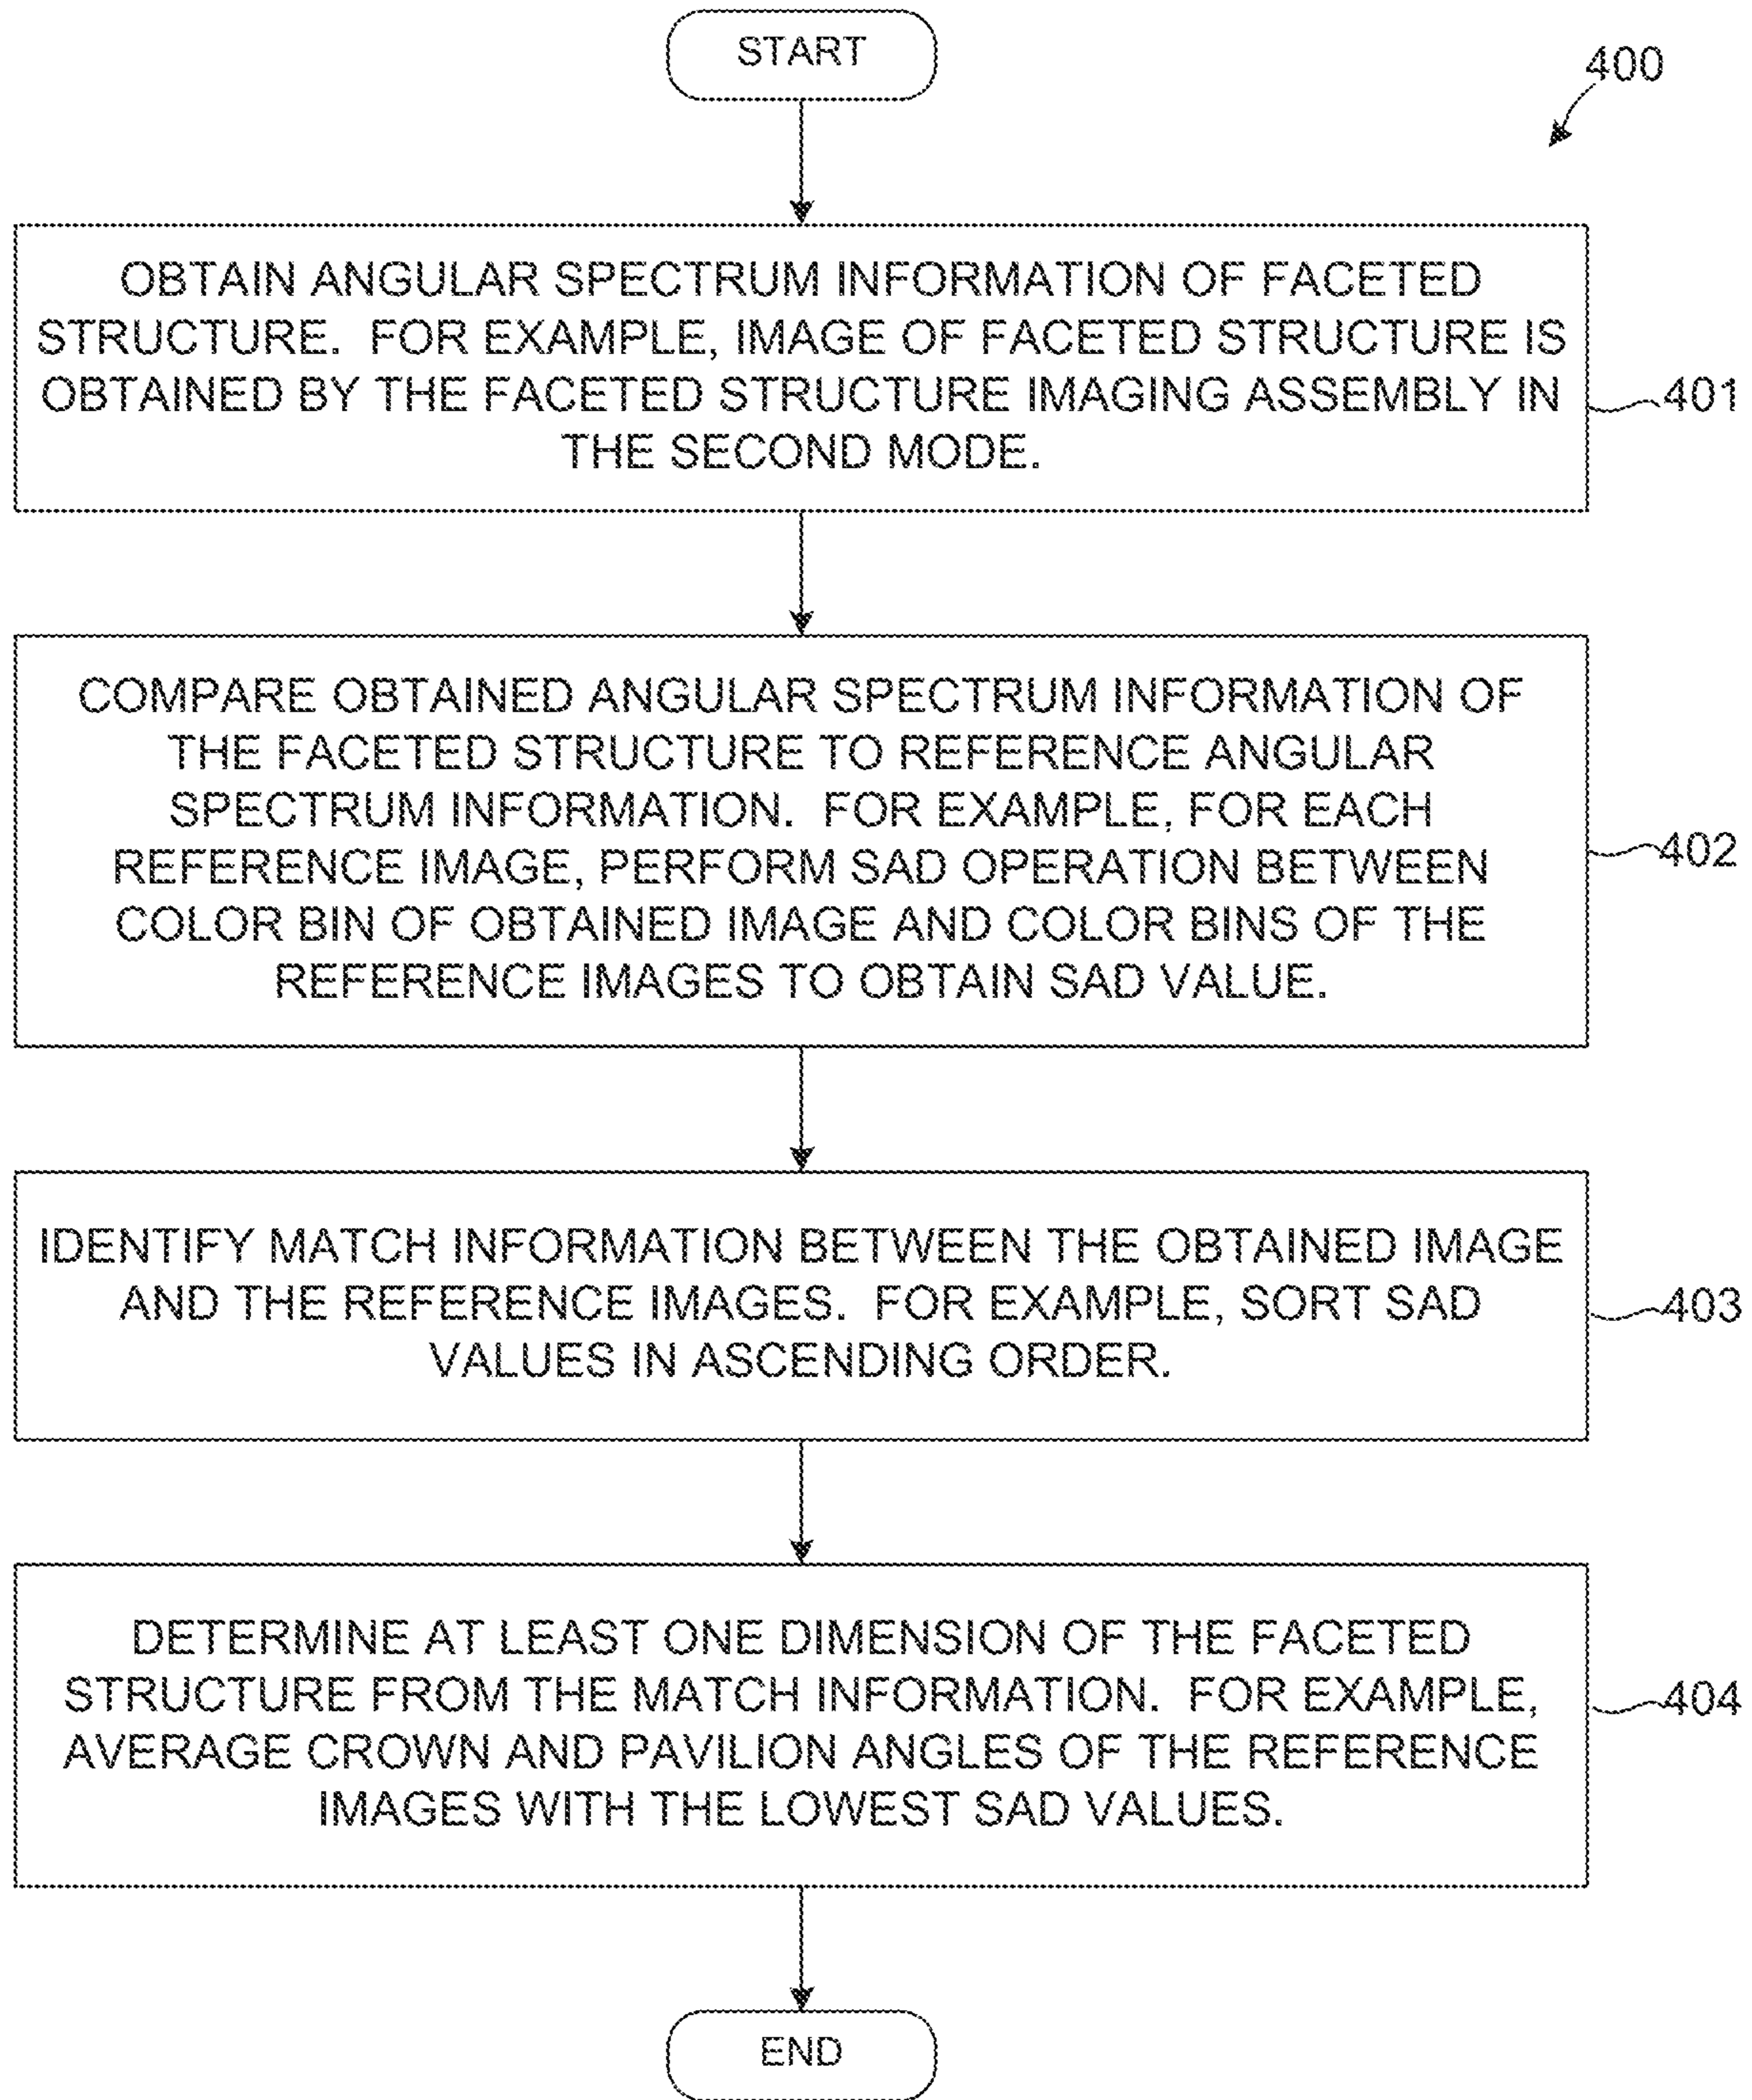 START
400
OBTAIN ANGULAR SPECTRUM INFORMATION OF FACETED
STRUCTURE.  FOR EXAMPLE, IMAGE OF FACETED STRUCTURE IS
OBTAINED BY THE FACETED STRUCTURE IMAGING ASSEMBLY IN
THE SECOND MODE.
401
COMPARE OBTAINED ANGULAR SPECTRUM INFORMATION OF
THE FACETED STRUCTURE TO REFERENCE ANGULAR
SPECTRUM INFORMATION.  FOR EXAMPLE, FOR EACH
REFERENCE IMAGE, PERFORM SAD OPERATION BETWEEN
COLOR BIN OF OBTAINED IMAGE AND COLOR BINS OF THE
REFERENCE IMAGES TO OBTAIN SAD VALUE.
402
IDENTIFY MATCH INFORMATION BETWEEN THE OBTAINED IMAGE
AND THE REFERENCE IMAGES.  FOR EXAMPLE, SORT SAD
VALUES IN ASCENDING ORDER.
403
DETERMINE AT LEAST ONE DIMENSION OF THE FACETED
STRUCTURE FROM THE MATCH INFORMATION.  FOR EXAMPLE,
AVERAGE CROWN AND PAVILION ANGLES OF THE REFERENCE
IMAGES WITH THE LOWEST SAD VALUES.
404
END